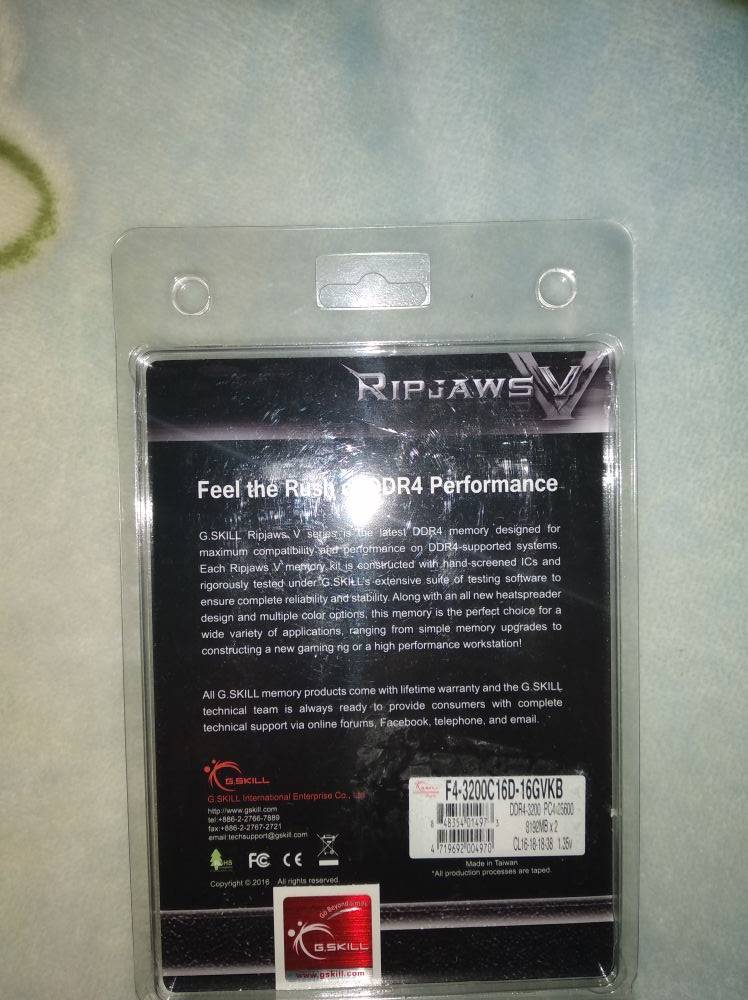 RIPJAWS V
Feel the Rush DDR4 Performance
G.SKILL Ripjaws V series is the latest DDR4 memory designed for
maximum compatibility and performance on DDR4-supported systems.
Each Ripjaws V memory kit is constructed with hand-screened ICs and
rigorously tested under G.SKILL's extensive suite of testing software to
ensure complete reliability and stability. Along with an all new heatspreader
design and multiple color options, this memory is the perfect choice for a
wide variety of applications, ranging from simple memory upgrades to
constructing a new gaming rig or a high performance workstation!
All G.SKILL memory products come with lifetime warranty and the G.SKILL
technical team is always ready to provide consumers with complete
technical support via online forums, Facebook, telephone, and email.
G.SKILL
G.SKILL International Enterprise Co., Ltd
http://www.gskill.com
tel:+886-2-2766-7889
fax:+886-2-2767-2721
email:techsupport@gskill.com
RoHS FC CE
Copyright © 2016 All rights reserved.
F4-3200C16D-16GVKB
DDR4-3200 PC4-25600
8192MB x 2
CL16-18-18-38 1.35v
8 48354 01497 3
4 719692 004970
Made in Taiwan
*All production processes are taped.
G.SKILL
www.gskill.com